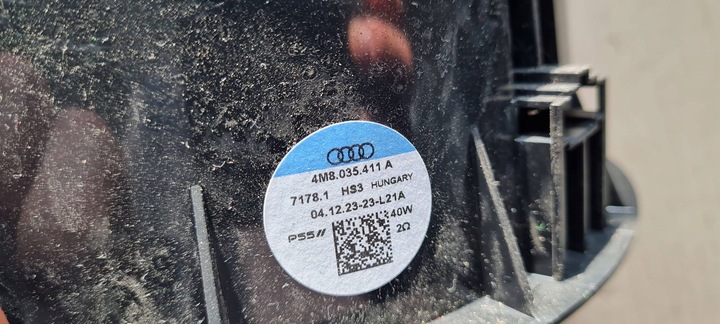 4M8.035.411 A
7178.1 HS3 HUNGARY
04.12.23-23-L21A
PSS// 40W
2Ω